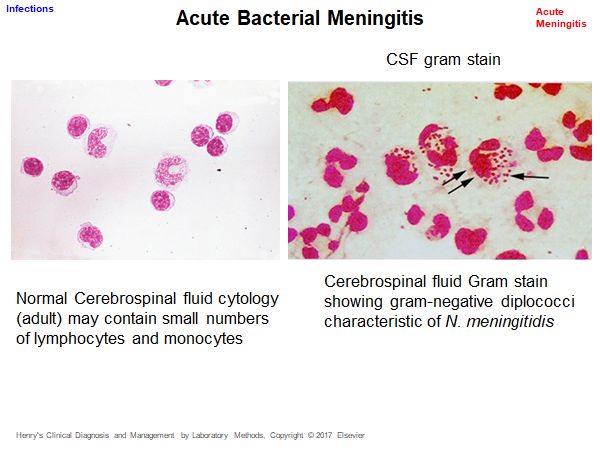 Infections
Acute Bacterial Meningitis
Acute
Meningitis
CSF gram stain
Normal Cerebrospinal fluid cytology
(adult) may contain small numbers
of lymphocytes and monocytes
Cerebrospinal fluid Gram stain
showing gram-negative diplococci
characteristic of N. meningitidis
Henry's Clinical Diagnosis and Management by Laboratory Methods, Copyright © 2017 Elsevier